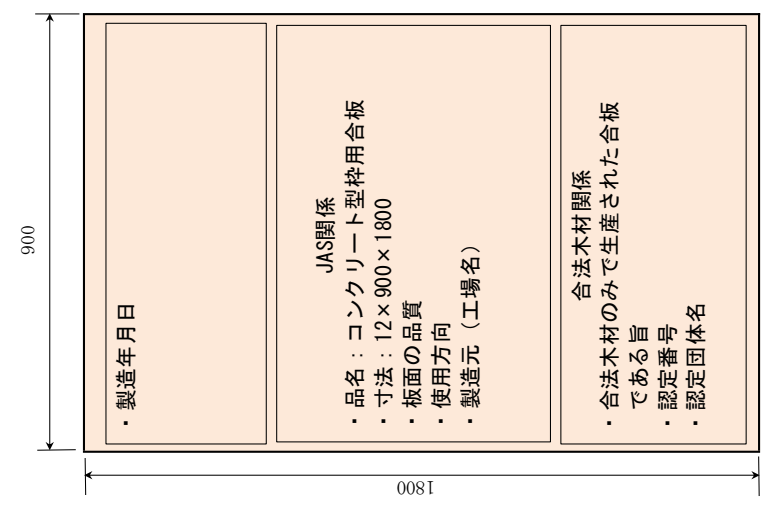 900
1800
・製造年月日
JAS関係
・品名：コンクリート型枠用合板
・寸法：12×900×1800
・板面の品質
・使用方向
・製造元（工場名）
合法木材関係
・合法木材のみで生産された合板
である旨
・認定番号
・認定団体名